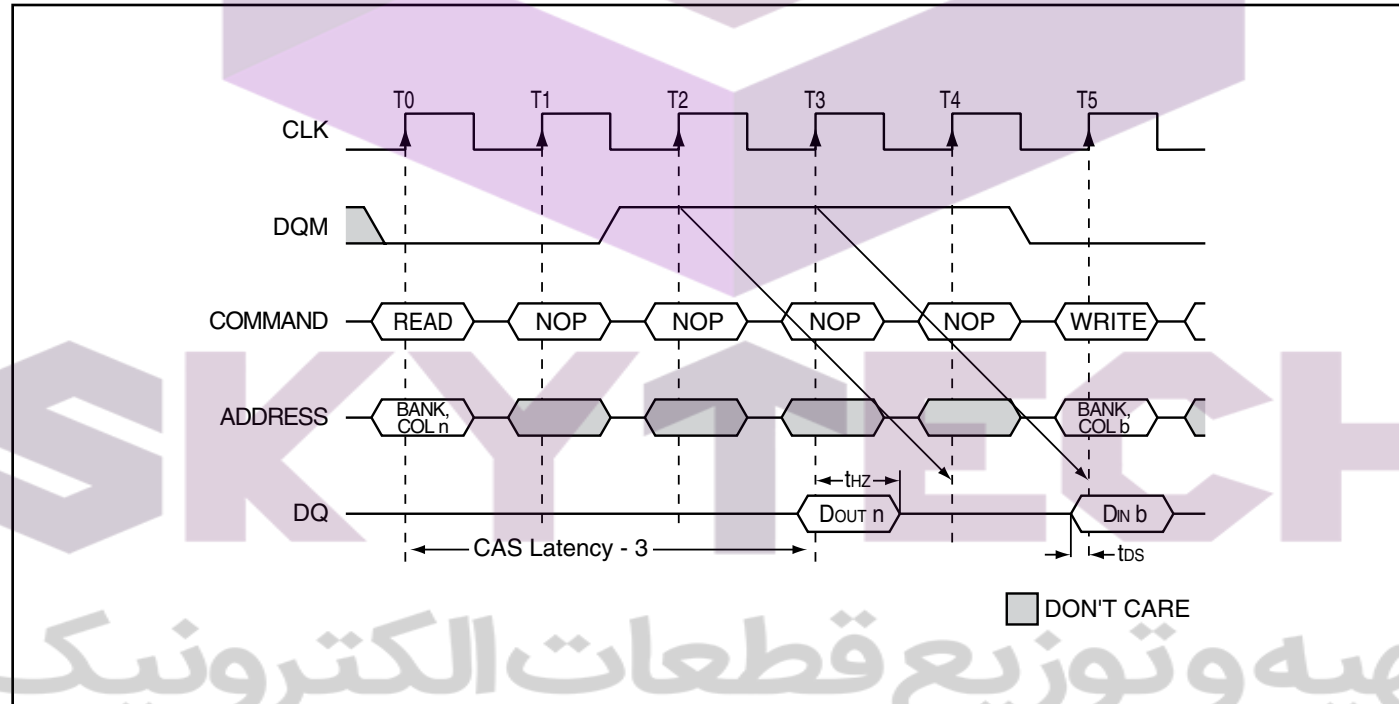 T0 T1 T2 T3 T4 T5
CLK
DQM
COMMAND READ NOP NOP NOP NOP WRITE
ADDRESS BANK, COL n BANK, COL b
tHZ
DQ DOUT n DIN b
CAS Latency - 3 tDS
DON'T CARE
SKYTECH
تهیه و توزیع قطعات الکترونیک